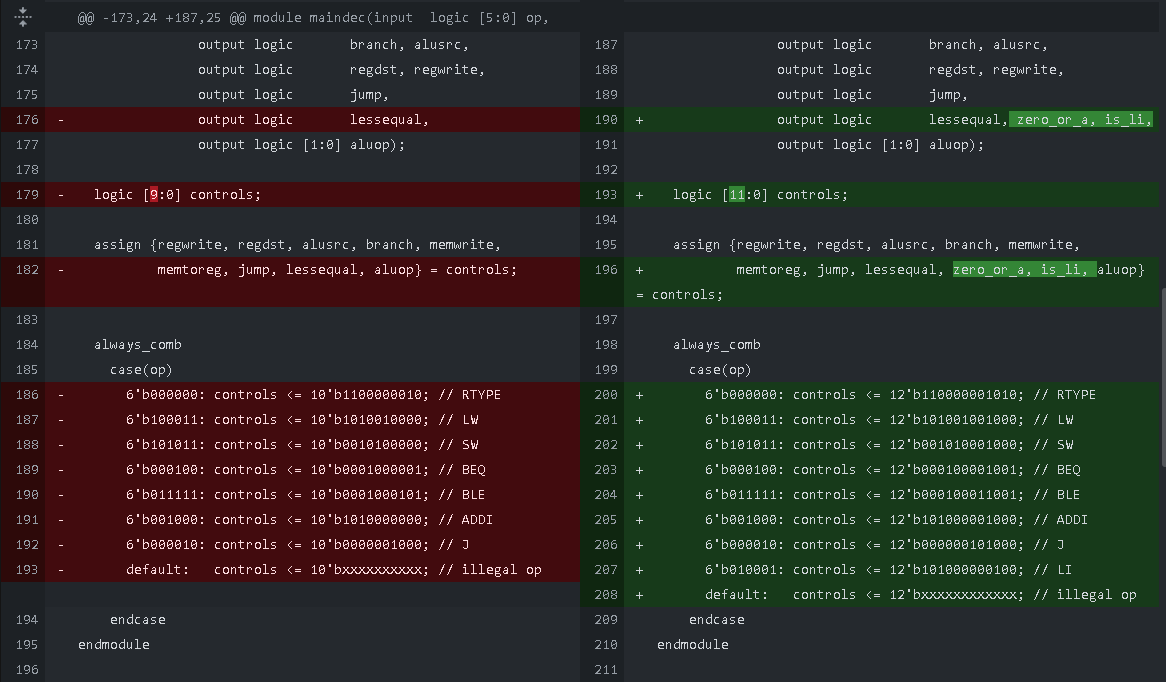 @@ -173,24 +187,25 @@ module maindec(input  logic [5:0] op,
173                 output logic       branch, alusrc,
174                 output logic       regdst, regwrite,
175                 output logic       jump,
176   -             output logic       lessequal,
177                 output logic [1:0] aluop);
178
179   -  logic [9:0] controls;
180
181      assign {regwrite, regdst, alusrc, branch, memwrite,
182   -          memtoreg, jump, lessequal, aluop} = controls;
183
184      always_comb
185        case(op)
186   -      6'b000000: controls <= 10'b1100000010; // RTYPE
187   -      6'b100011: controls <= 10'b1010010000; // LW
188   -      6'b101011: controls <= 10'b0010100000; // SW
189   -      6'b000100: controls <= 10'b0001000001; // BEQ
190   -      6'b011111: controls <= 10'b0001000101; // BLE
191   -      6'b001000: controls <= 10'b1010000000; // ADDI
192   -      6'b000010: controls <= 10'b0000001000; // J
193   -      default:   controls <= 10'bxxxxxxxxxx; // illegal op
194        endcase
195    endmodule
196
187                 output logic       branch, alusrc,
188                 output logic       regdst, regwrite,
189                 output logic       jump,
190   +             output logic       lessequal, zero_or_a, is_li,
191                 output logic [1:0] aluop);
192
193   +  logic [11:0] controls;
194
195      assign {regwrite, regdst, alusrc, branch, memwrite,
196   +          memtoreg, jump, lessequal, zero_or_a, is_li, aluop}
= controls;
197
198      always_comb
199        case(op)
200   +      6'b000000: controls <= 12'b110000001010; // RTYPE
201   +      6'b100011: controls <= 12'b101001001000; // LW
202   +      6'b101011: controls <= 12'b001010001000; // SW
203   +      6'b000100: controls <= 12'b000100001001; // BEQ
204   +      6'b011111: controls <= 12'b000100011001; // BLE
205   +      6'b001000: controls <= 12'b101000001000; // ADDI
206   +      6'b000010: controls <= 12'b000000101000; // J
207   +      6'b010001: controls <= 12'b101000000100; // LI
208   +      default:   controls <= 12'bxxxxxxxxxxxx; // illegal op
209        endcase
210    endmodule
211